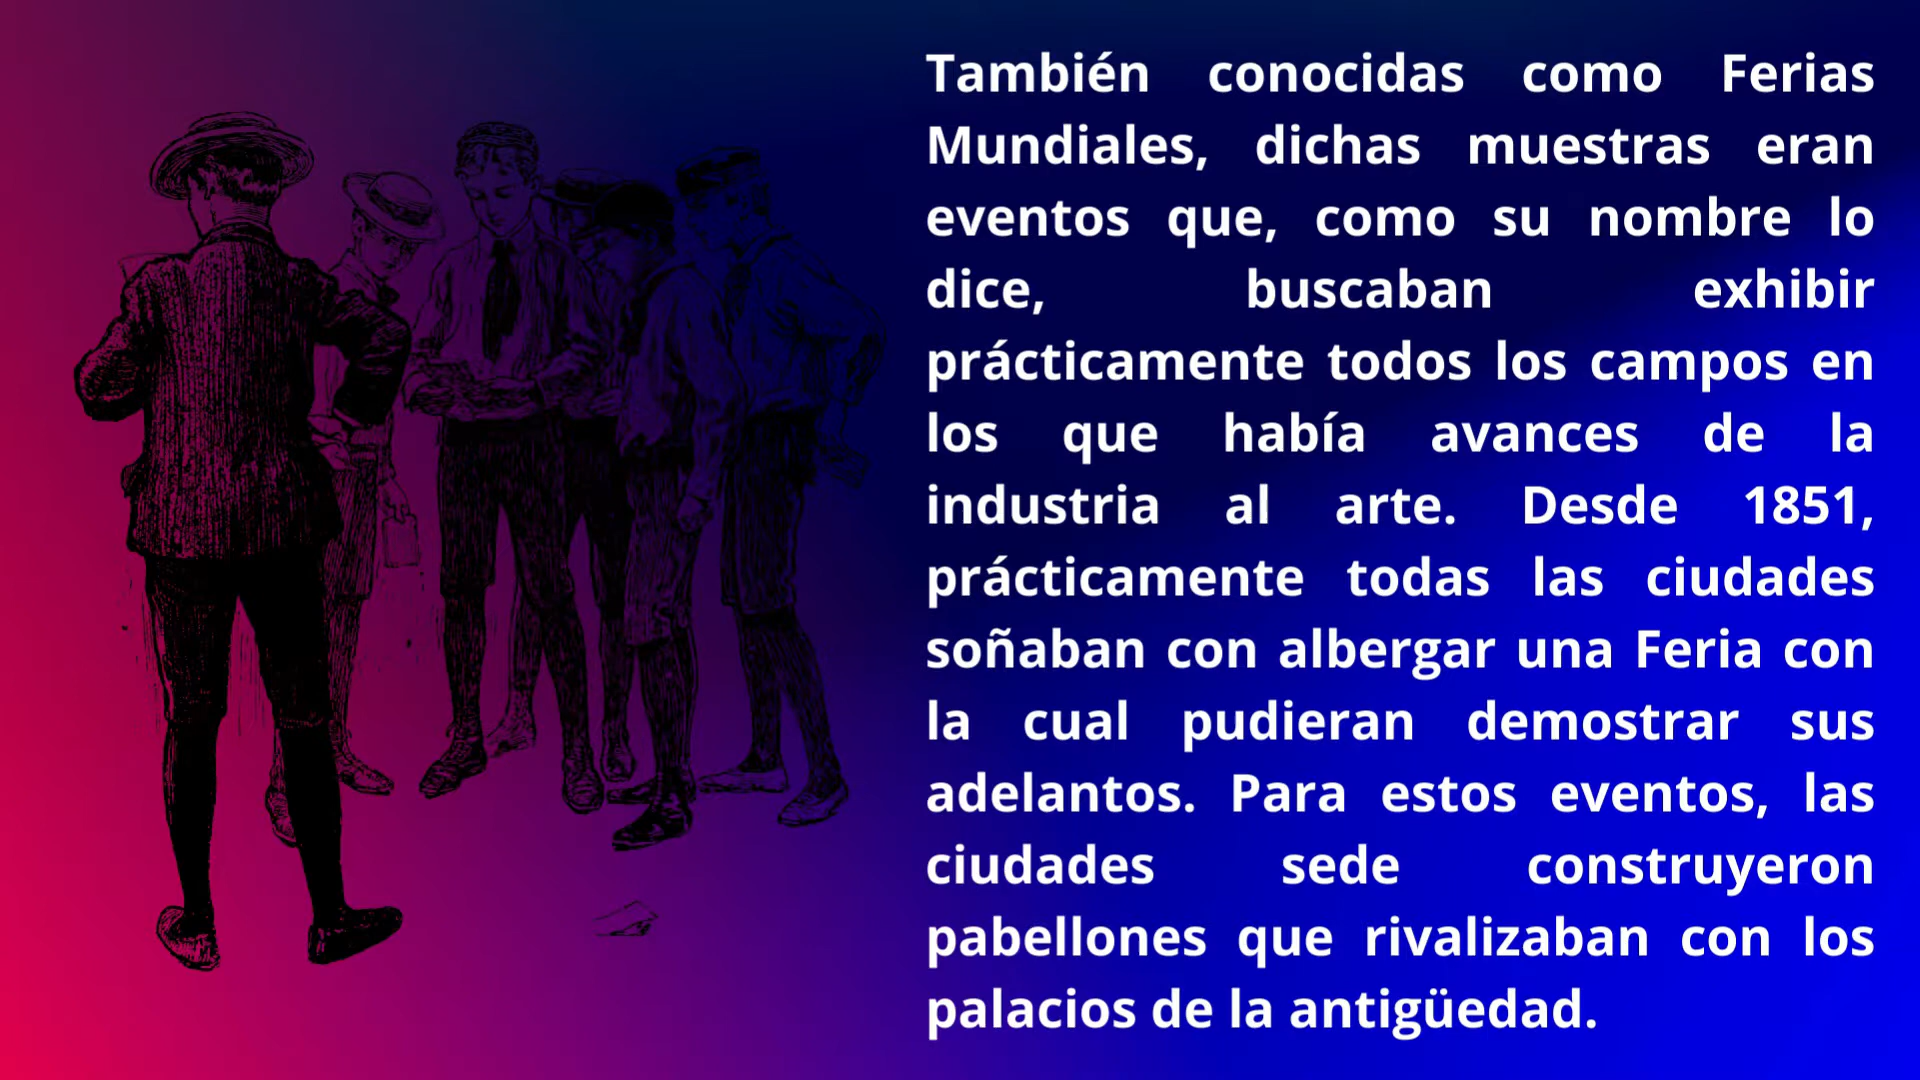 También conocidas como Ferias
Mundiales, dichas muestras eran
eventos que, como su nombre lo
dice, buscaban exhibir
prácticamente todos los campos en
los que había avances de la
industria al arte. Desde 1851,
prácticamente todas las ciudades
soñaban con albergar una Feria con
la cual pudieran demostrar sus
adelantos. Para estos eventos, las
ciudades sede construyeron
pabellones que rivalizaban con los
palacios de la antigüedad.